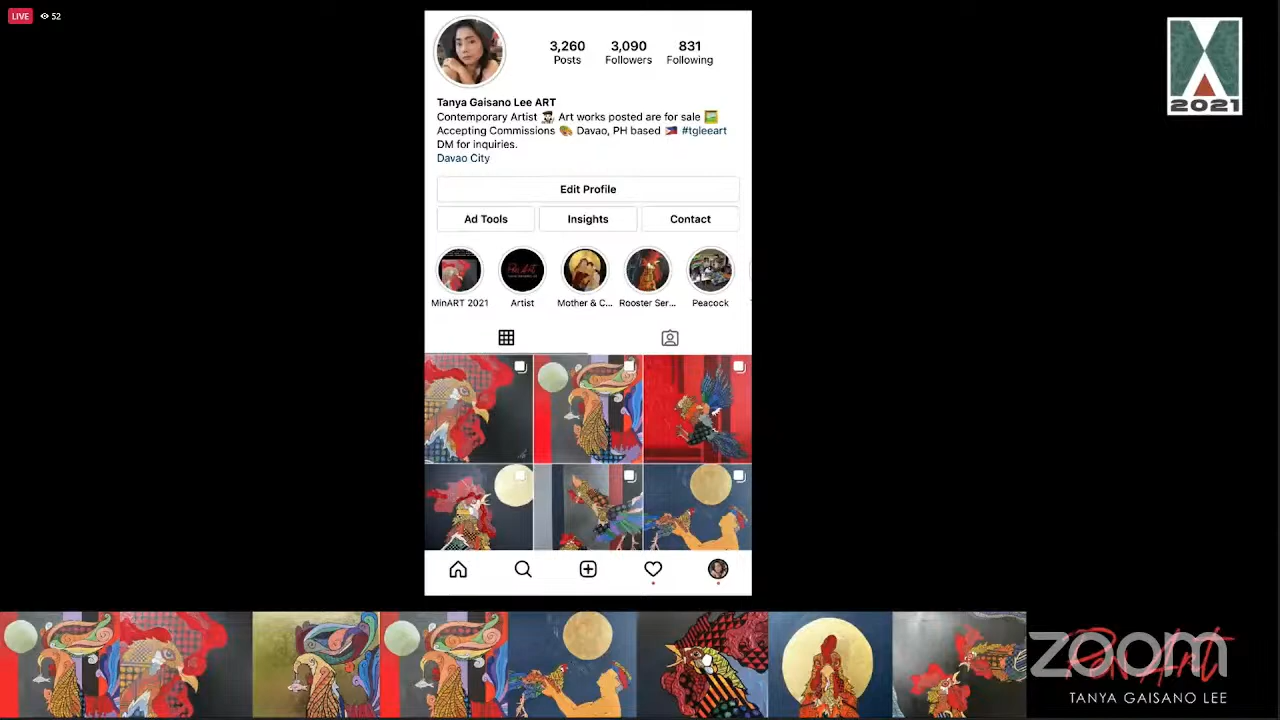 LIVE 52
2021
3,260 3,090 831
Posts Followers Following
Tanya Gaisano Lee ART
Contemporary Artist 👨🏻‍🎨 Art works posted are for sale 🖼️
Accepting Commissions 🎨 Davao, PH based 🇵🇭 #tgleeart
DM for inquiries.
Davao City
Edit Profile
Ad Tools Insights Contact
MinART 2021 Artist Mother & C... Rooster Ser... Peacock
zoom
Pen Art
TANYA GAISANO LEE